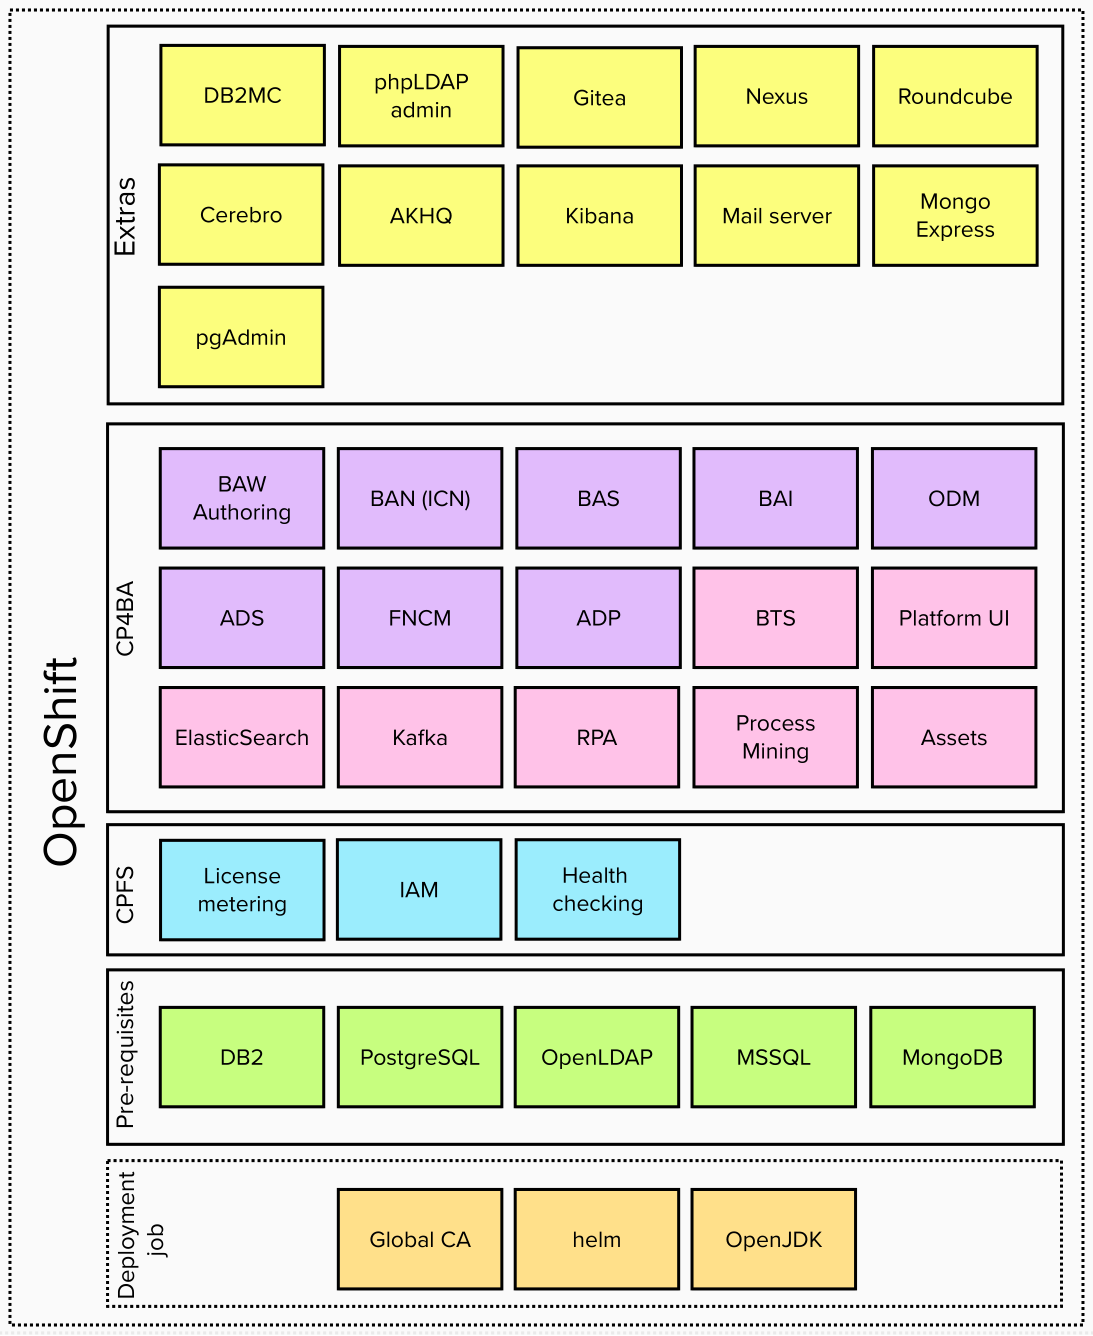 OpenShift
Extras
DB2MC
phpLDAP
admin
Gitea
Nexus
Roundcube
Cerebro
AKHQ
Kibana
Mail server
Mongo
Express
pgAdmin
CP4BA
BAW
Authoring
BAN (ICN)
BAS
BAI
ODM
ADS
FNCM
ADP
BTS
Platform UI
ElasticSearch
Kafka
RPA
Process
Mining
Assets
CPFS
License
metering
IAM
Health
checking
Pre-requisites
DB2
PostgreSQL
OpenLDAP
MSSQL
MongoDB
Deployment
job
Global CA
helm
OpenJDK